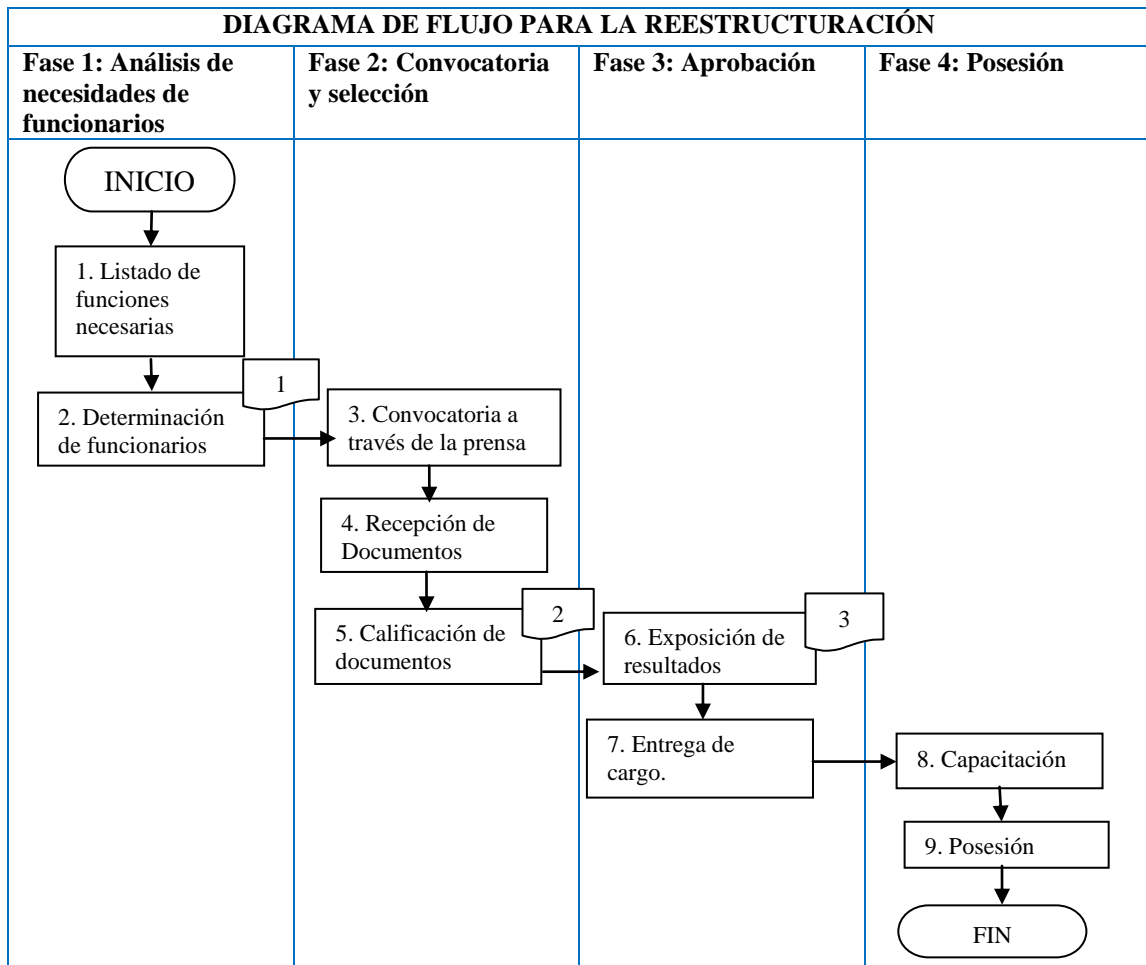 DIAGRAMA DE FLUJO PARA LA REESTRUCTURACIÓN
Fase 1: Análisis de
necesidades de
funcionarios
Fase 2: Convocatoria
y selección
Fase 3: Aprobación
Fase 4: Posesión
INICIO
1. Listado de
funciones
necesarias
1
2. Determinación
de funcionarios
3. Convocatoria a
través de la prensa
4. Recepción de
Documentos
2
5. Calificación de
documentos
3
6. Exposición de
resultados
7. Entrega de
cargo.
8. Capacitación
9. Posesión
FIN